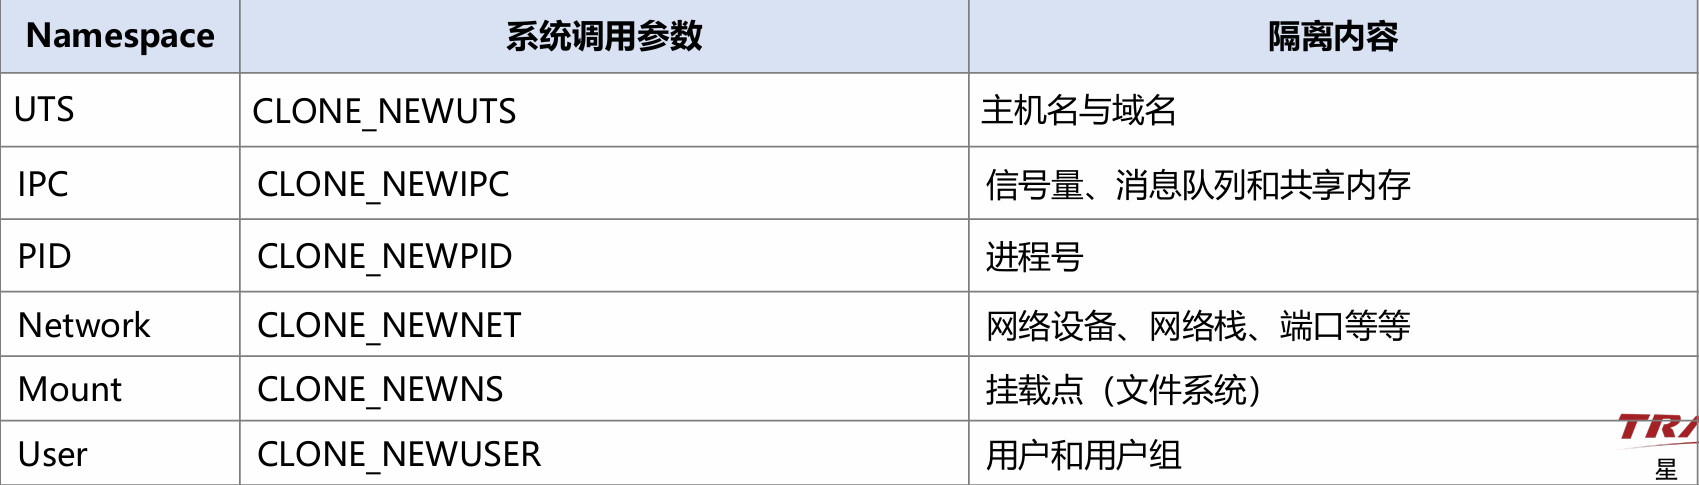 Namespace 系统调用参数 隔离内容
UTS CLONE_NEWUTS 主机名与域名
IPC CLONE_NEWIPC 信号量、消息队列和共享内存
PID CLONE_NEWPID 进程号
Network CLONE_NEWNET 网络设备、网络栈、端口等等
Mount CLONE_NEWNS 挂载点（文件系统）
User CLONE_NEWUSER 用户和用户组
星